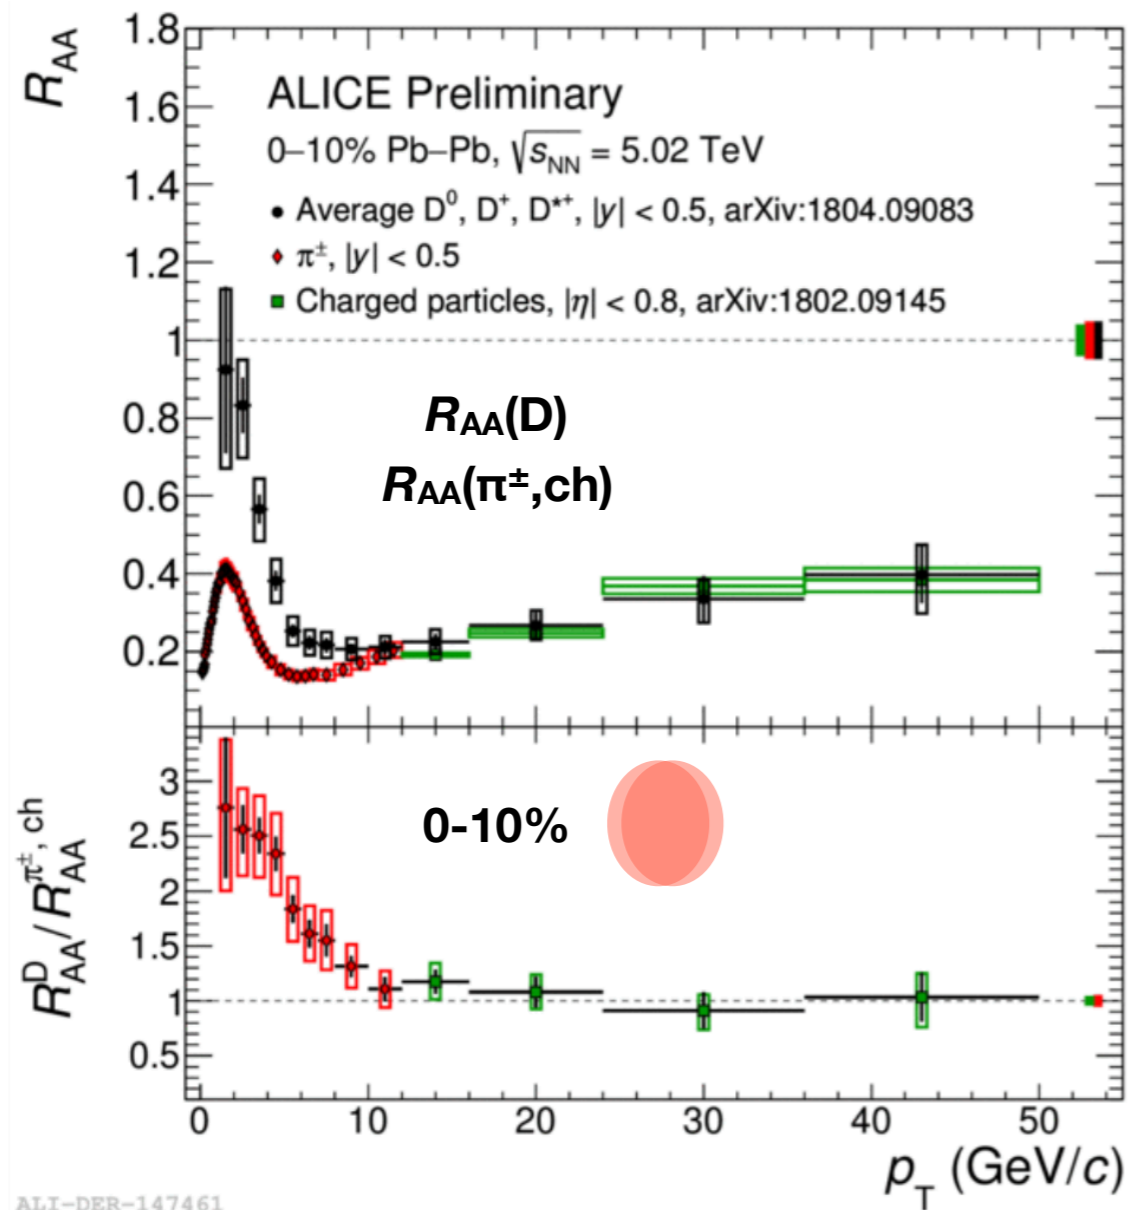 R_AA
1.8
1.6
1.4
1.2
1
0.8
0.6
0.4
0.2
ALICE Preliminary
0–10% Pb–Pb, √s_NN = 5.02 TeV
Average D⁰, D⁺, D*⁺, |y| < 0.5, arXiv:1804.09083
π±, |y| < 0.5
Charged particles, |η| < 0.8, arXiv:1802.09145
R_AA(D)
R_AA(π±,ch)
R_AA^D / R_AA^π±, ch
3
2.5
2
1.5
1
0.5
0-10%
0 10 20 30 40 50
p_T (GeV/c)
ALI-DER-147461